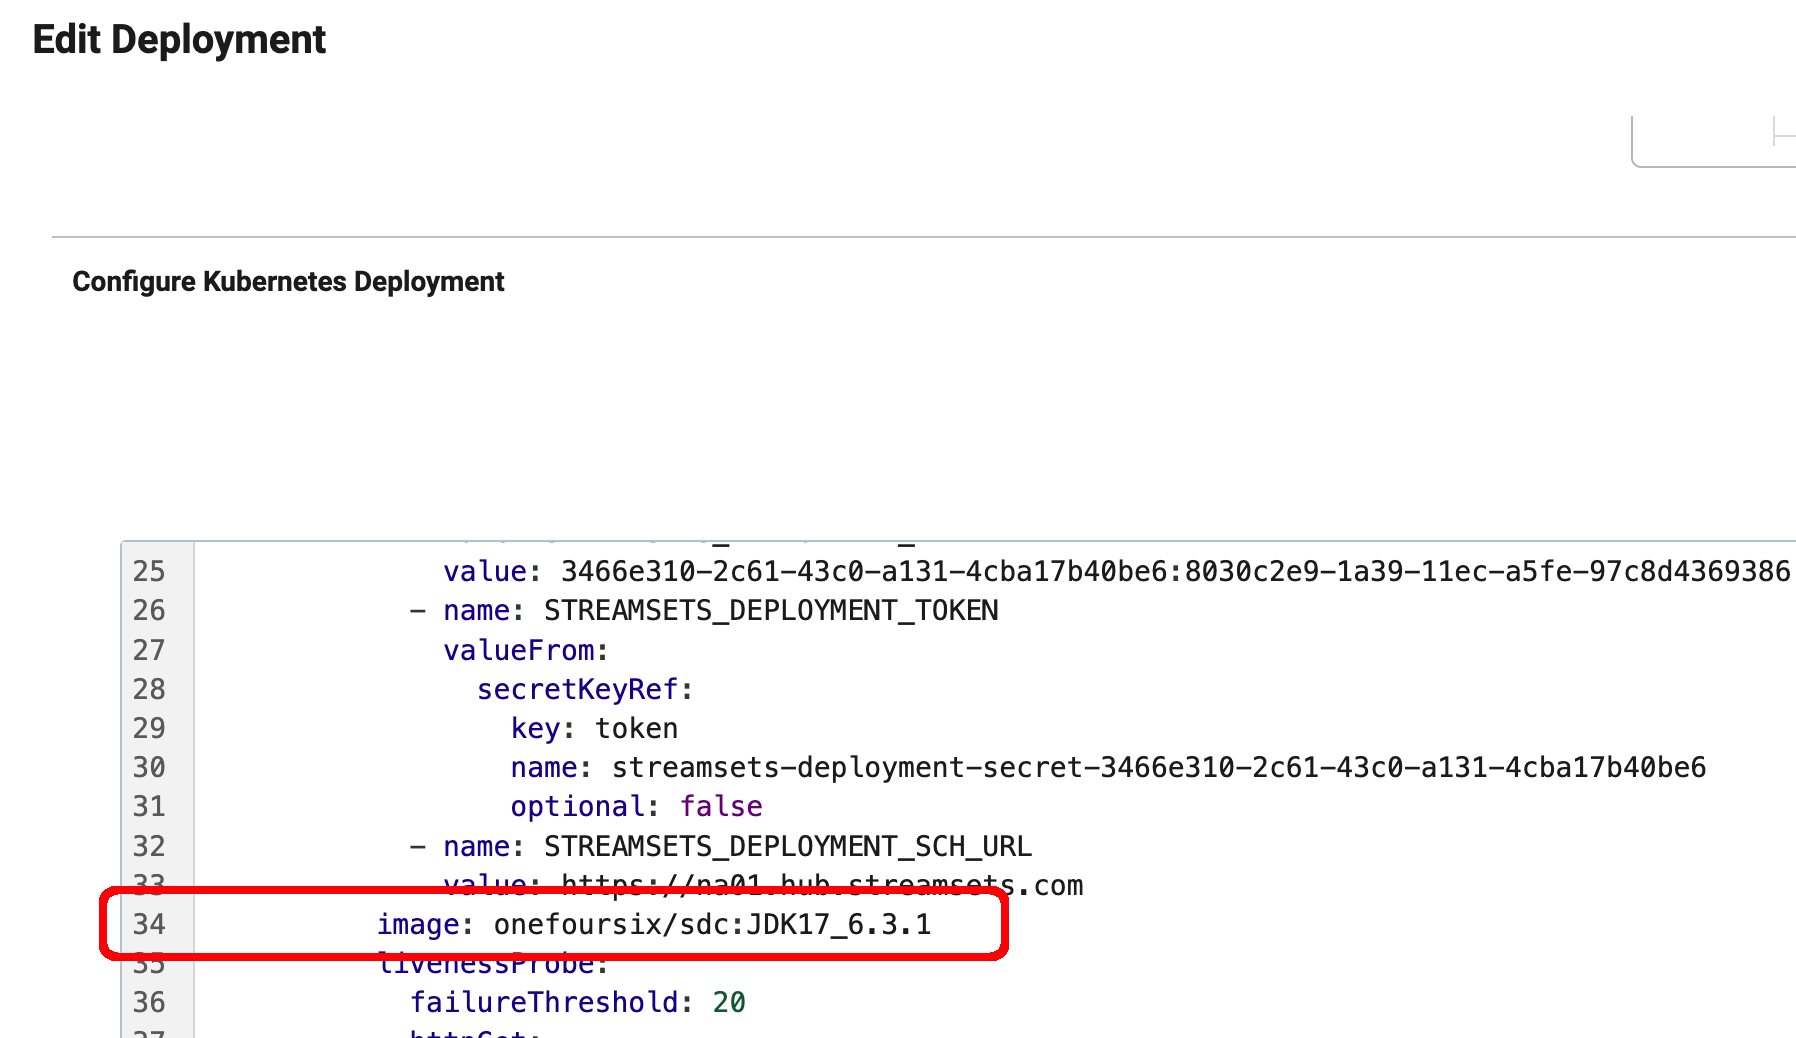 Edit Deployment
Configure Kubernetes Deployment
25 value: 3466e310-2c61-43c0-a131-4cba17b40be6:8030c2e9-1a39-11ec-a5fe-97c8d4369386
26 - name: STREAMSETS_DEPLOYMENT_TOKEN
27 valueFrom:
28 secretKeyRef:
29 key: token
30 name: streamsets-deployment-secret-3466e310-2c61-43c0-a131-4cba17b40be6
31 optional: false
32 - name: STREAMSETS_DEPLOYMENT_SCH_URL
33 value: https://na01.hub.streamsets.com
34 image: onefoursix/sdc:JDK17_6.3.1
35 livenessProbe:
36 failureThreshold: 20
37 httpGet: